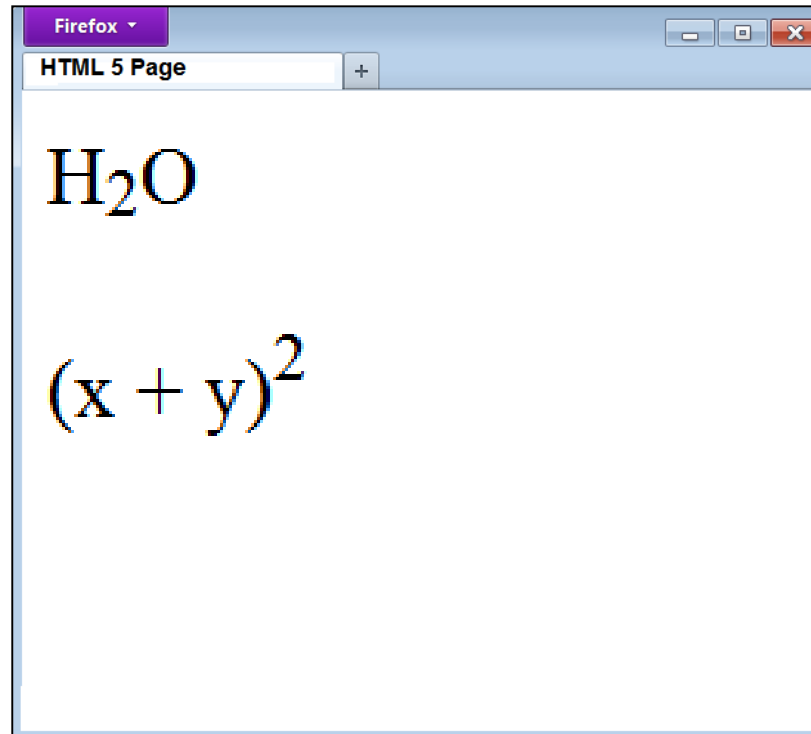 Firefox
HTML 5 Page
H₂O
(x + y)²